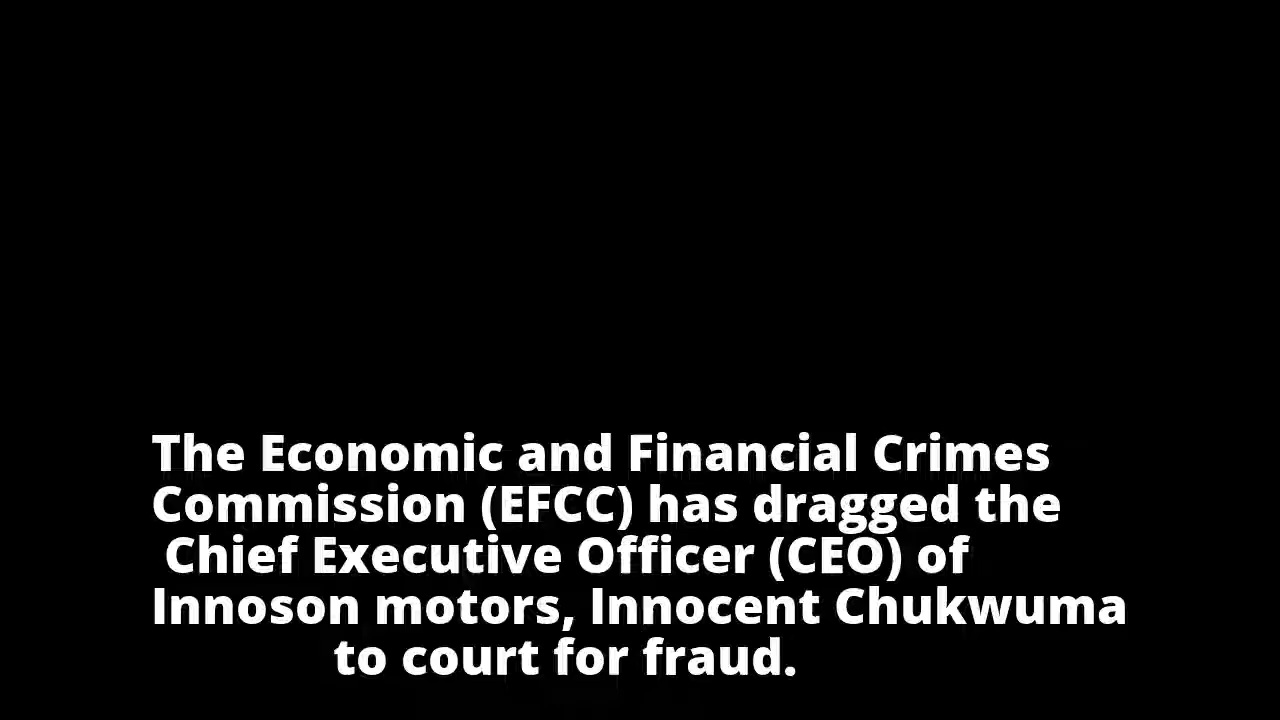 The Economic and Financial Crimes
Commission (EFCC) has dragged the
Chief Executive Officer (CEO) of
Innoson motors, Innocent Chukwuma
to court for fraud.